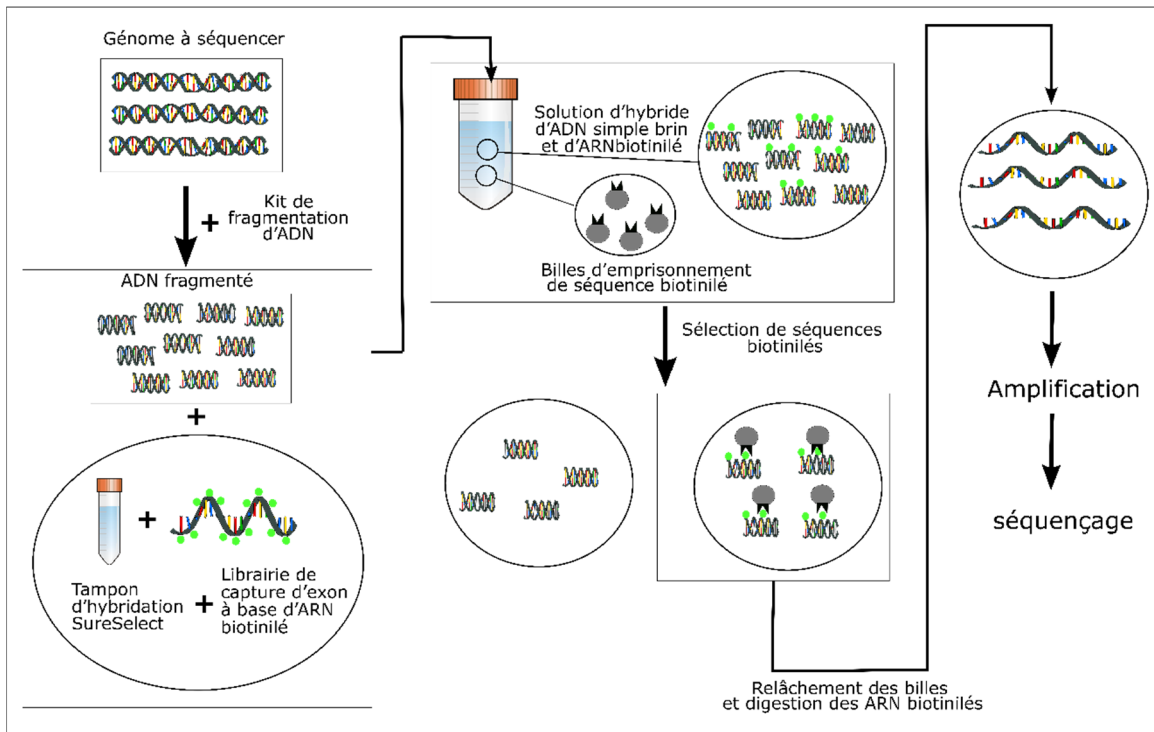 Génome à séquencer
+
Kit de
fragmentation
d'ADN
ADN fragmenté
+
+
Tampon
d'hybridation
SureSelect
+
Librairie de
capture d'exon
à base d'ARN
biotinilé
Solution d'hybride
d'ADN simple brin
et d'ARNbiotinilé
Billes d'emprisonnement
de séquence biotinilé
Sélection de séquences
biotinilés
Relâchement des billes
et digestion des ARN biotinilés
Amplification
séquençage